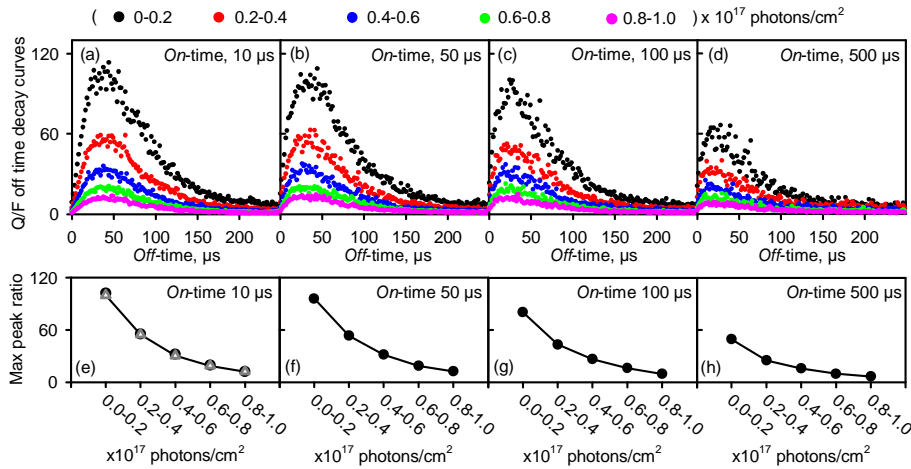 ( 0-0.2 0.2-0.4 0.4-0.6 0.6-0.8 0.8-1.0 ) x 10¹⁷ photons/cm²
Q/F off time decay curves
120
60
0
(a) On-time, 10 µs
(b) On-time, 50 µs
(c) On-time, 100 µs
(d) On-time, 500 µs
0 50 100 150 200
0 50 100 150 200
0 50 100 150 200
0 50 100 150 200
Off-time, µs
Off-time, µs
Off-time, µs
Off-time, µs
Max peak ratio
120
60
0
On-time 10 µs
On-time 50 µs
On-time 100 µs
On-time 500 µs
(e)
(f)
(g)
(h)
0.0-0.2 0.2-0.4 0.4-0.6 0.6-0.8 0.8-1.0
0.0-0.2 0.2-0.4 0.4-0.6 0.6-0.8 0.8-1.0
0.0-0.2 0.2-0.4 0.4-0.6 0.6-0.8 0.8-1.0
0.0-0.2 0.2-0.4 0.4-0.6 0.6-0.8 0.8-1.0
x10¹⁷ photons/cm²
x10¹⁷ photons/cm²
x10¹⁷ photons/cm²
x10¹⁷ photons/cm²